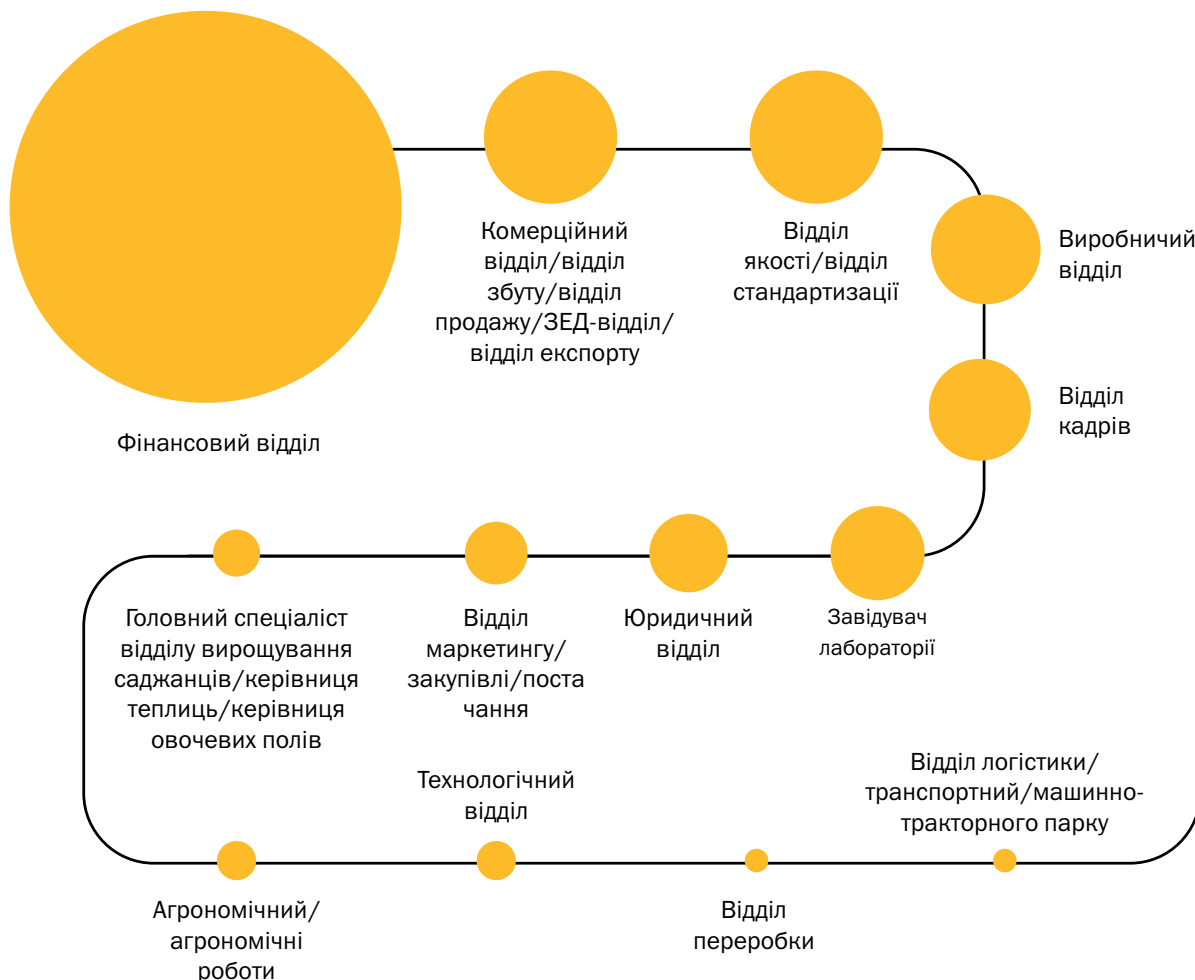 Фінансовий відділ
Комерційний
відділ/відділ
збуту/відділ
продажу/ЗЕД-відділ/
відділ експорту
Відділ
якості/відділ
стандартизації
Виробничий
відділ
Відділ
кадрів
Завідувач
лабораторії
Юридичний
відділ
Відділ
маркетингу/
закупівлі/поста
чання
Головний спеціаліст
відділу вирощування
саджанців/керівниця
теплиць/керівниця
овочевих полів
Агрономічний/
агрономічні
роботи
Технологічний
відділ
Відділ
переробки
Відділ логістики/
транспортний/машинно-
тракторного парку